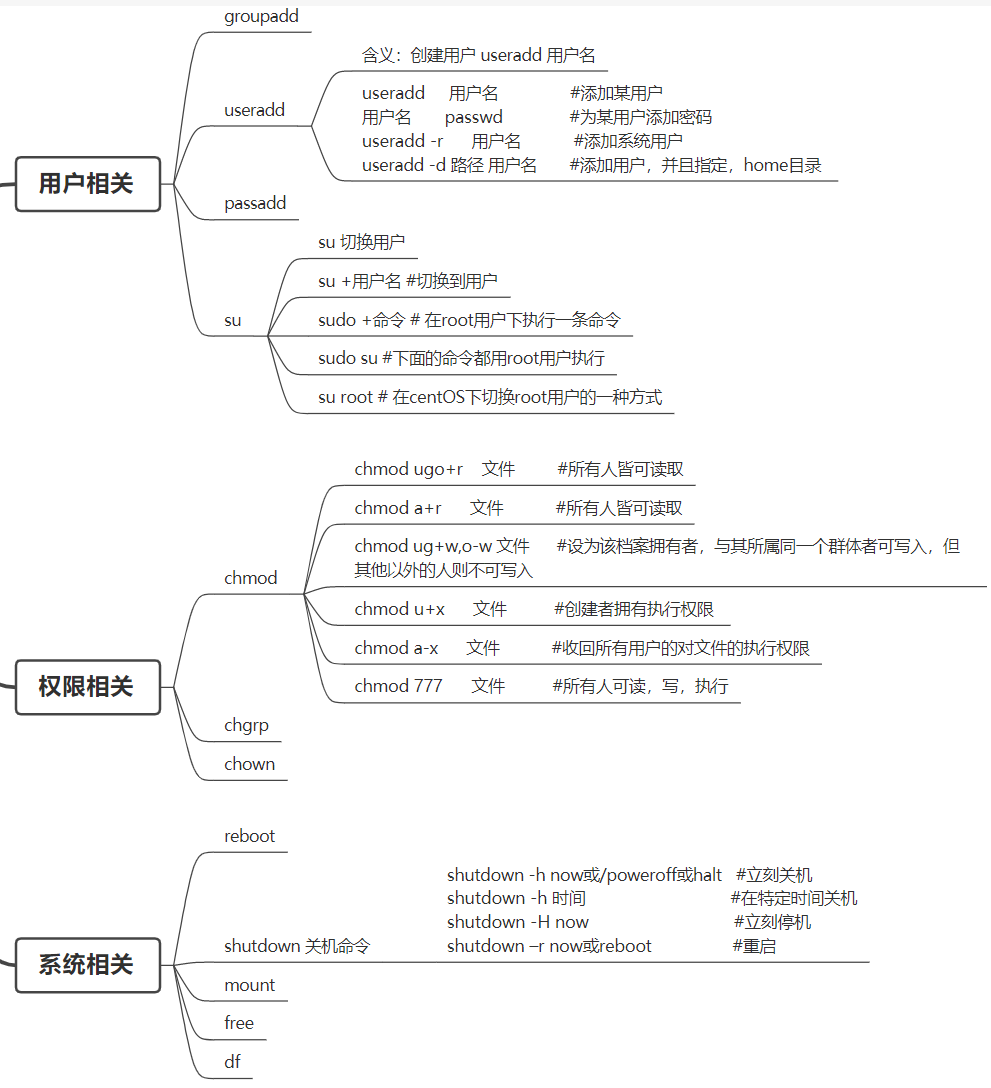 用户相关
groupadd
useradd
含义：创建用户 useradd 用户名
useradd 用户名 #添加某用户
用户名 passwd #为某用户添加密码
useradd -r 用户名 #添加系统用户
useradd -d 路径 用户名 #添加用户，并且指定，home目录
passadd
su
su 切换用户
su +用户名 #切换到用户
sudo +命令 # 在root用户下执行一条命令
sudo su #下面的命令都用root用户执行
su root # 在centOS下切换root用户的一种方式
权限相关
chmod
chmod ugo+r 文件 #所有人皆可读取
chmod a+r 文件 #所有人皆可读取
chmod ug+w,o-w 文件 #设为该档案拥有者，与其所属同一个群体者可写入，但
其他以外的人则不可写入
chmod u+x 文件 #创建者拥有执行权限
chmod a-x 文件 #收回所有用户的对文件的执行权限
chmod 777 文件 #所有人可读，写，执行
chgrp
chown
系统相关
reboot
shutdown 关机命令
shutdown -h now或/poweroff或halt #立刻关机
shutdown -h 时间 #在特定时间关机
shutdown -H now #立刻停机
shutdown –r now或reboot #重启
mount
free
df